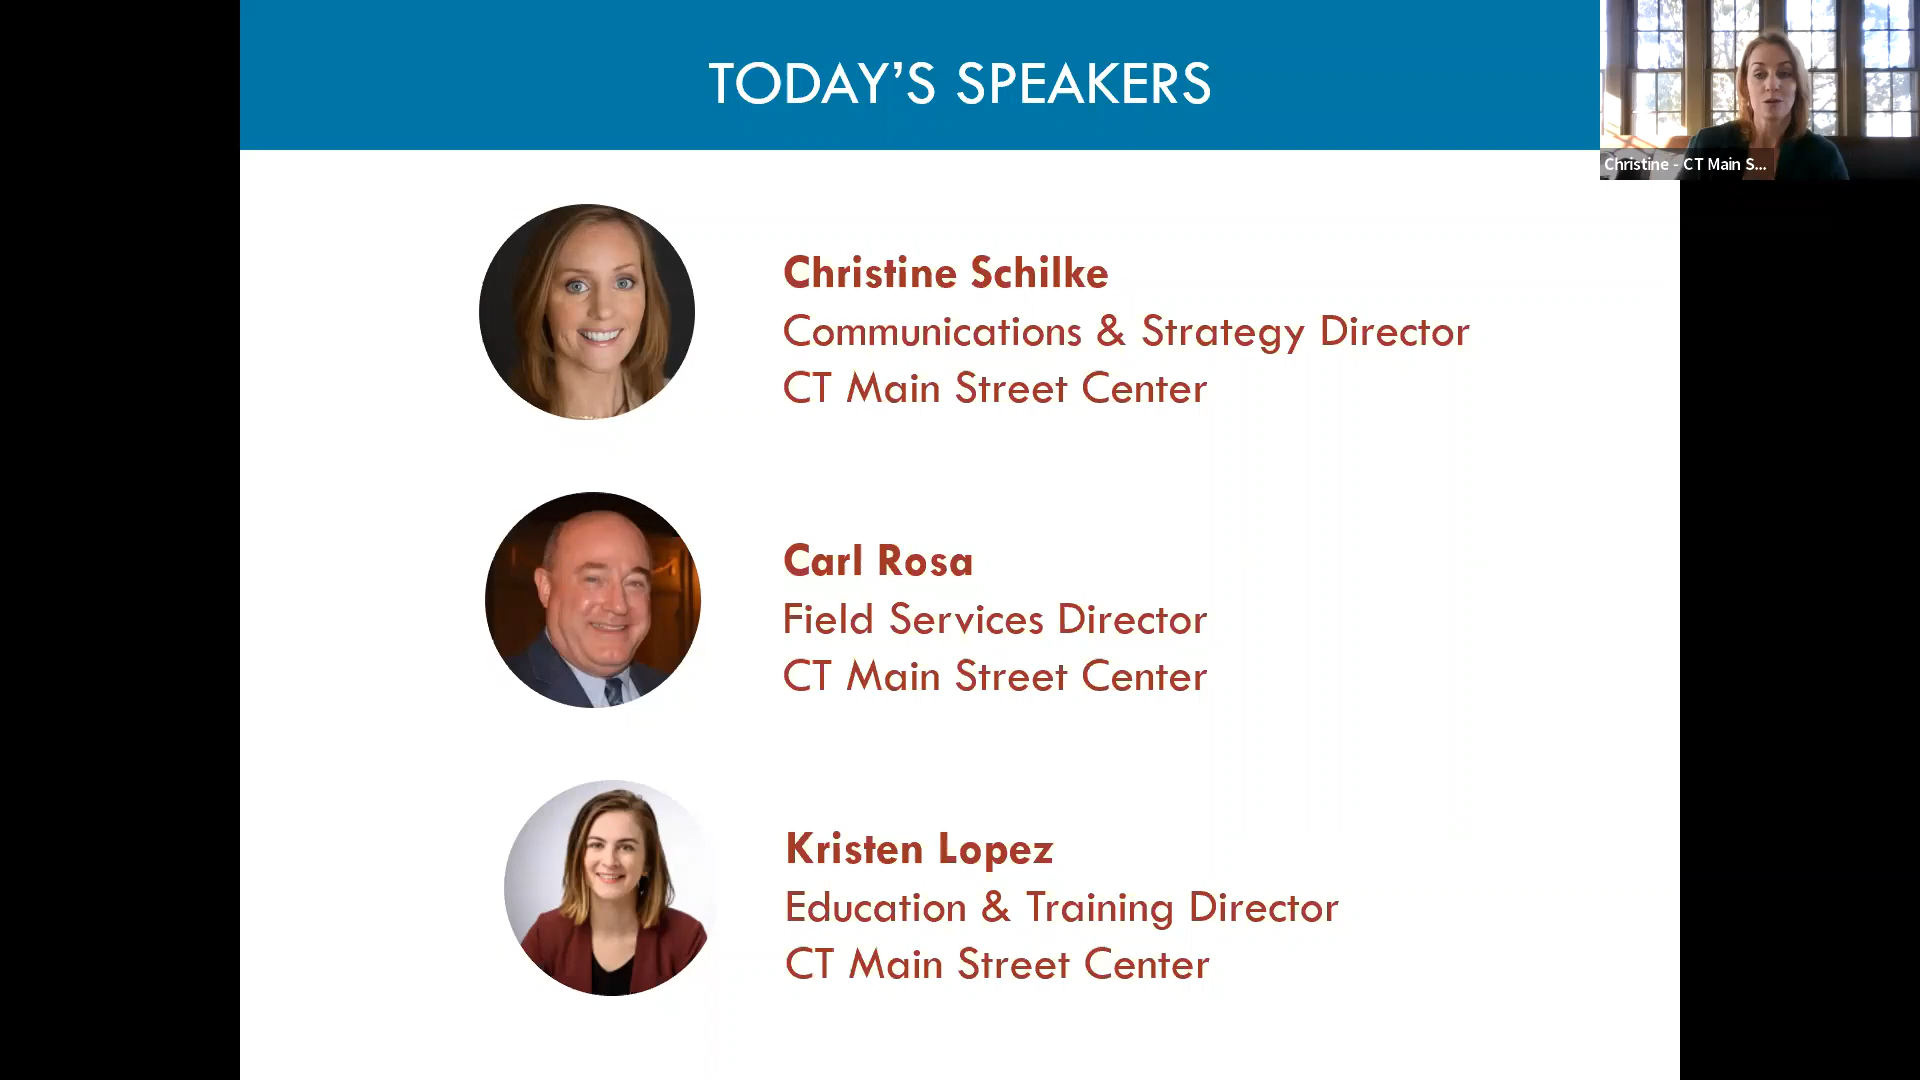 TODAY’S SPEAKERS
Christine - CT Main S...
Christine Schilke
Communications & Strategy Director
CT Main Street Center
Carl Rosa
Field Services Director
CT Main Street Center
Kristen Lopez
Education & Training Director
CT Main Street Center